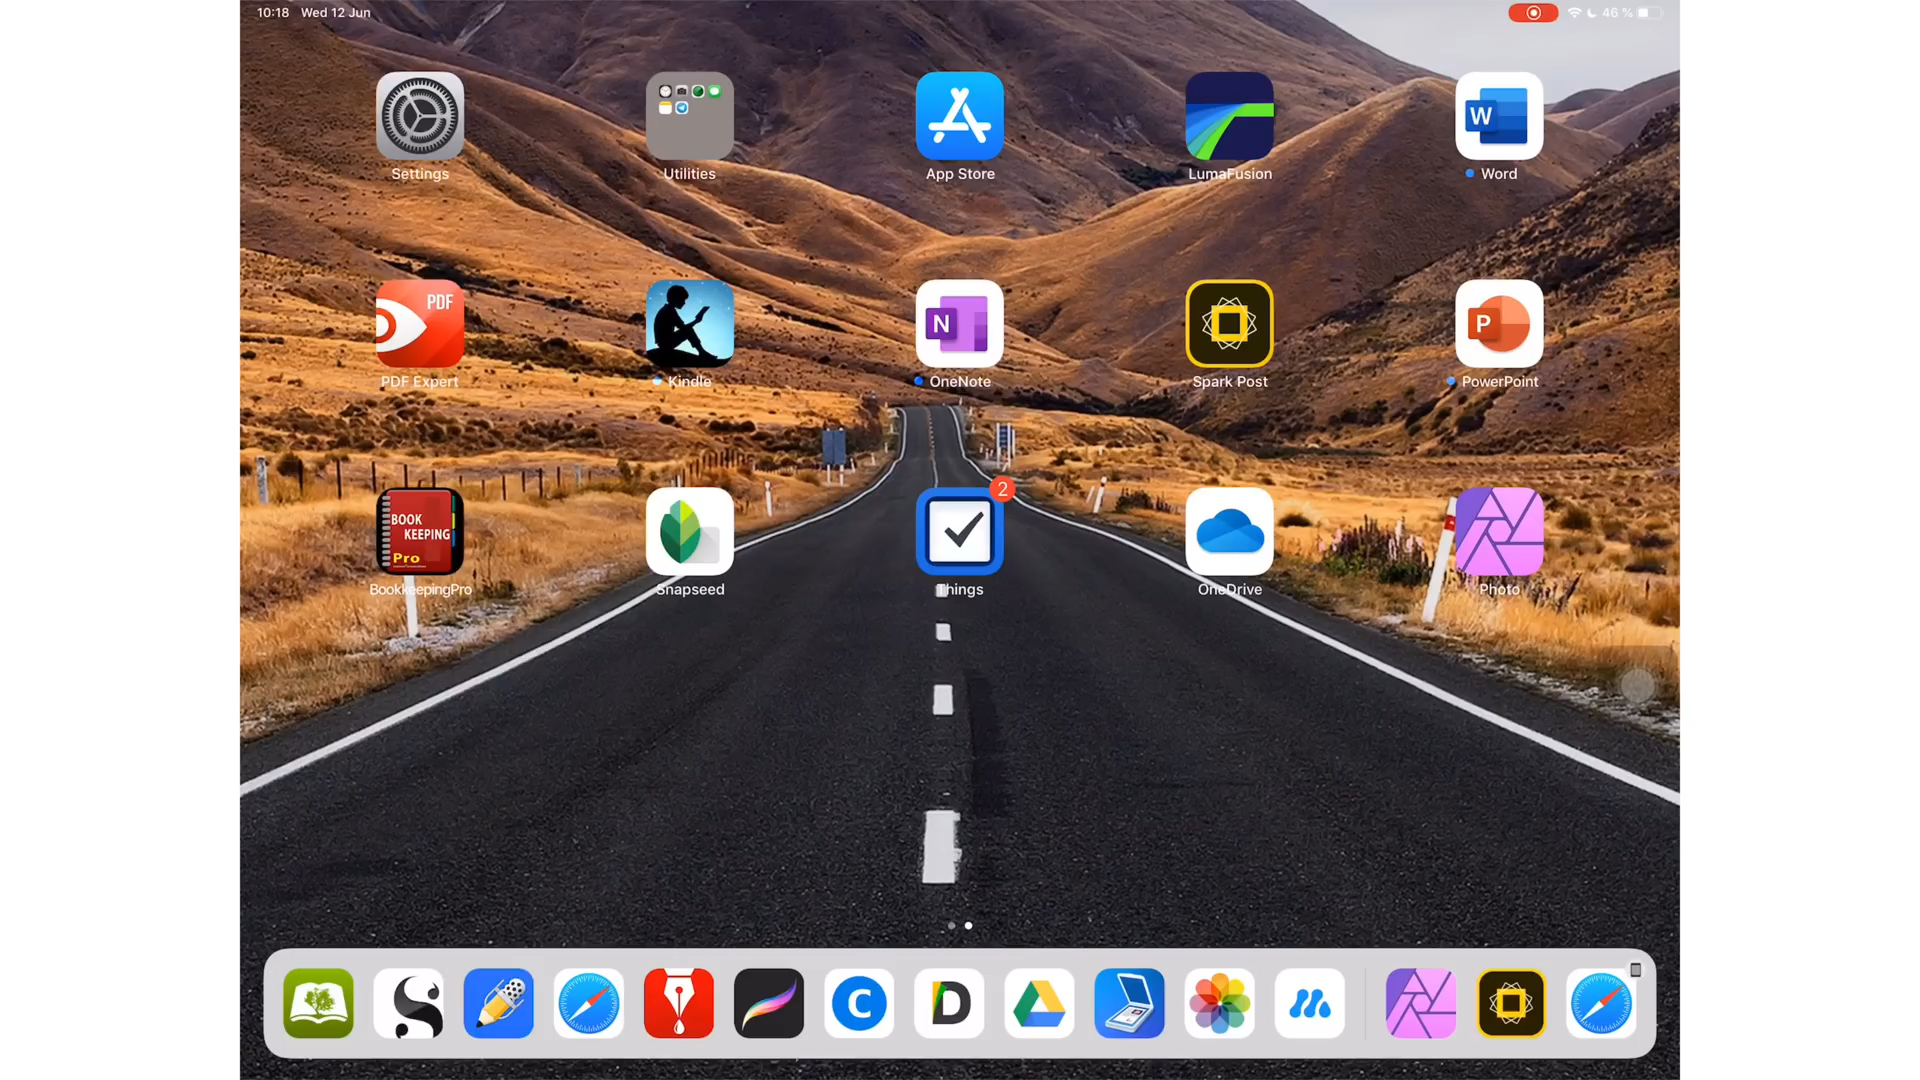 10:18 Wed 12 Jun
46 %
Settings
Utilities
App Store
LumaFusion
Word
W
PDF
PDF Expert
Kindle
N
OneNote
Spark Post
P
PowerPoint
BOOK
KEEPING
Pro
BookkeepingPro
Snapseed
2
Things
OneDrive
Photo
C
D